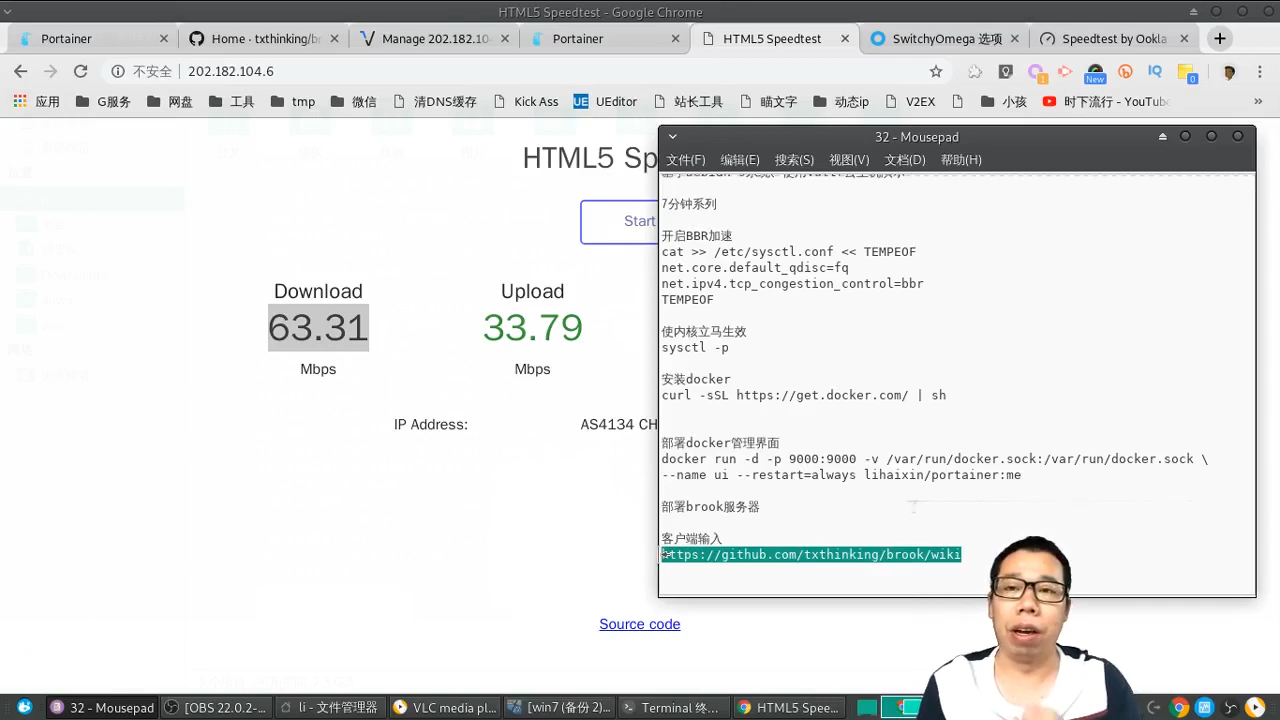 HTML5 Speedtest - Google Chrome
Portainer
Home · txthinking/br
Manage 202.182.104
Portainer
HTML5 Speedtest
SwitchyOmega 选项
Speedtest by Ookla
不安全 | 202.182.104.6
New
1
0
应用
G服务
网盘
工具
tmp
微信
清DNS缓存
Kick Ass
UE UEditor
站长工具
瞄文字
动态ip
V2EX
小孩
时下流行 - YouTube
HTML5 Sp
Start
Download
63.31
Mbps
Upload
33.79
Mbps
IP Address:
AS4134 CH
Source code
32 - Mousepad
文件(F)
编辑(E)
搜索(S)
视图(V)
文档(D)
帮助(H)
7分钟系列
开启BBR加速
cat >> /etc/sysctl.conf << TEMPEOF
net.core.default_qdisc=fq
net.ipv4.tcp_congestion_control=bbr
TEMPEOF
使内核立马生效
sysctl -p
安装docker
curl -sSL https://get.docker.com/ | sh
部署docker管理界面
docker run -d -p 9000:9000 -v /var/run/docker.sock:/var/run/docker.sock \
--name ui --restart=always lihaixin/portainer:me
部署brook服务器
客户端输入
https://github.com/txthinking/brook/wiki
32 - Mousepad
[OBS 22.0.2-...
li - 文件管理器
VLC media pl...
[win7 (备份 2)...
Terminal 终...
HTML5 Spee...